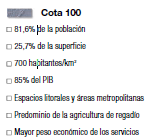 Cota 100
81,6% de la población
25,7% de la superficie
700 habitantes/km²
85% del PIB
Espacios litorales y áreas metropolitanas
Predominio de la agricultura de regadío
Mayor peso económico de los servicios